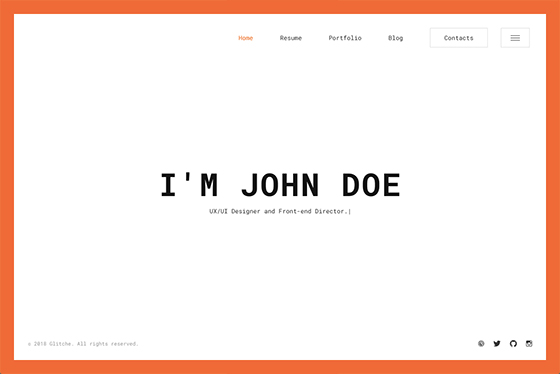 Home Resume Portfolio Blog Contacts
I'M JOHN DOE
UX/UI Designer and Front-end Director.|
© 2018 Glitche. All rights reserved.